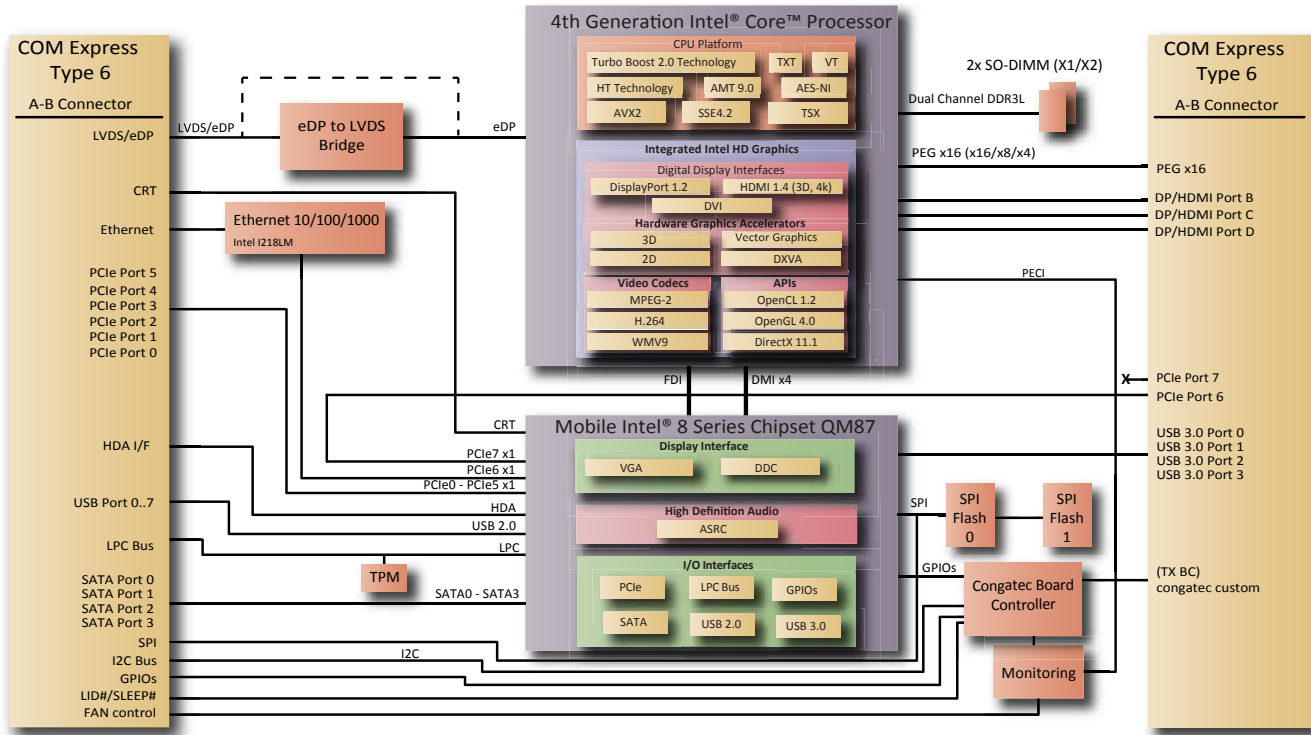 COM Express
Type 6
A-B Connector
LVDS/eDP
CRT
Ethernet
PCIe Port 5
PCIe Port 4
PCIe Port 3
PCIe Port 2
PCIe Port 1
PCIe Port 0
HDA I/F
USB Port 0..7
LPC Bus
SATA Port 0
SATA Port 1
SATA Port 2
SATA Port 3
SPI
I2C Bus
GPIOs
LID#/SLEEP#
FAN control
LVDS/eDP
eDP to LVDS
Bridge
eDP
Ethernet 10/100/1000
Intel I218LM
4th Generation Intel® Core™ Processor
CPU Platform
Turbo Boost 2.0 Technology
TXT
VT
HT Technology
AMT 9.0
AES-NI
AVX2
SSE4.2
TSX
Integrated Intel HD Graphics
Digital Display Interfaces
DisplayPort 1.2
HDMI 1.4 (3D, 4k)
DVI
Hardware Graphics Accelerators
3D
Vector Graphics
2D
DXVA
Video Codecs
APIs
MPEG-2
OpenCL 1.2
H.264
OpenGL 4.0
WMV9
DirectX 11.1
FDI
DMI x4
CRT
PCIe7 x1
PCIe6 x1
PCIe0 - PCIe5 x1
HDA
USB 2.0
LPC
TPM
SATA0 - SATA3
I2C
Mobile Intel® 8 Series Chipset QM87
Display Interface
VGA
DDC
High Definition Audio
ASRC
I/O Interfaces
PCIe
LPC Bus
GPIOs
SATA
USB 2.0
USB 3.0
2x SO-DIMM (X1/X2)
Dual Channel DDR3L
PEG x16 (x16/x8/x4)
PECI
SPI
SPI
Flash
0
SPI
Flash
1
GPIOs
Congatec Board
Controller
Monitoring
COM Express
Type 6
A-B Connector
PEG x16
DP/HDMI Port B
DP/HDMI Port C
DP/HDMI Port D
X
PCIe Port 7
PCIe Port 6
USB 3.0 Port 0
USB 3.0 Port 1
USB 3.0 Port 2
USB 3.0 Port 3
(TX BC)
congatec custom